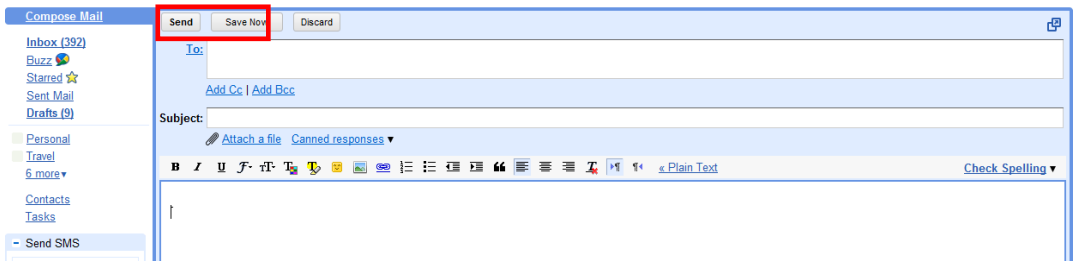 Compose Mail
Send Save Now Discard
To:
Add Cc | Add Bcc
Subject:
Attach a file Canned responses ▼
B I U F T T T
« Plain Text
Check Spelling ▼
Inbox (392)
Buzz
Starred
Sent Mail
Drafts (9)
Personal
Travel
6 more▼
Contacts
Tasks
– Send SMS